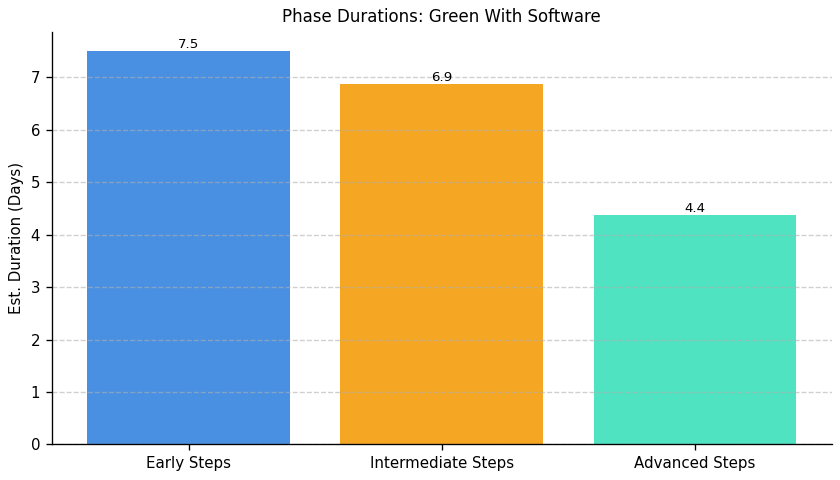 Phase Durations: Green With Software
Est. Duration (Days)
7
6
5
4
3
2
1
0
7.5
6.9
4.4
Early Steps
Intermediate Steps
Advanced Steps